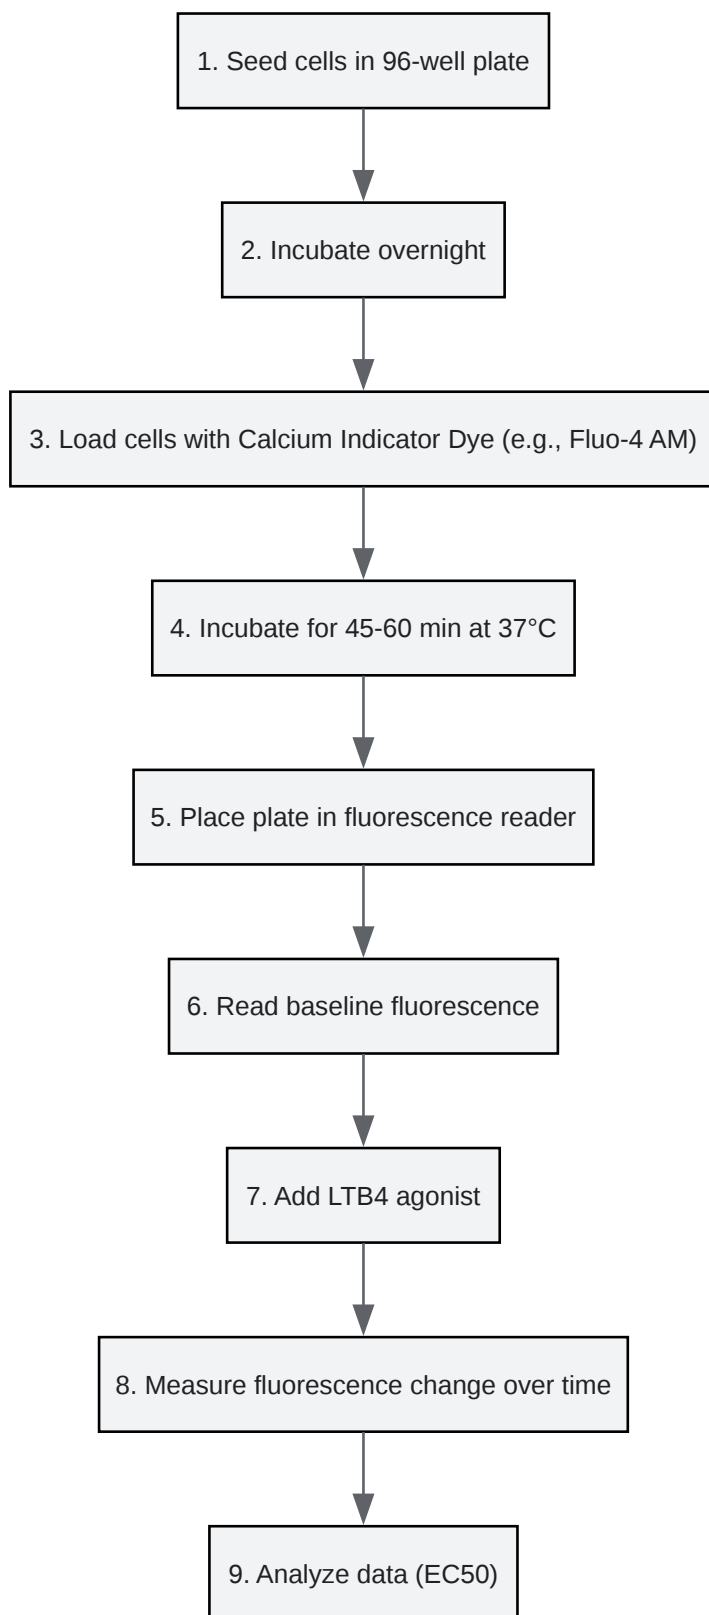 1. Seed cells in 96-well plate
2. Incubate overnight
3. Load cells with Calcium Indicator Dye (e.g., Fluo-4 AM)
4. Incubate for 45-60 min at 37°C
5. Place plate in fluorescence reader
6. Read baseline fluorescence
7. Add LTB4 agonist
8. Measure fluorescence change over time
9. Analyze data (EC50)